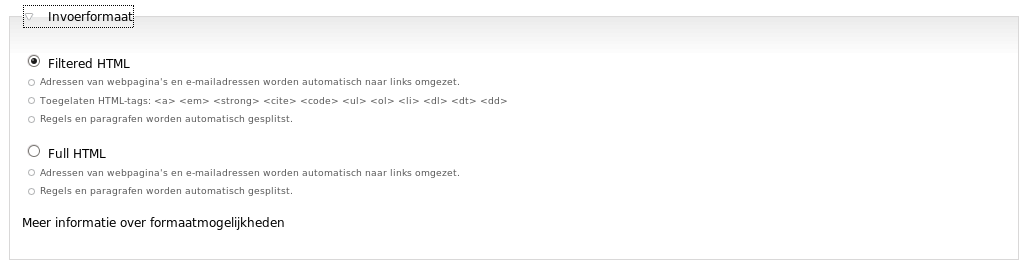 Invoerformaat
Filtered HTML
Adressen van webpagina's en e-mailadressen worden automatisch naar links omgezet.
Toegelaten HTML-tags: <a> <em> <strong> <cite> <code> <ul> <ol> <li> <dl> <dt> <dd>
Regels en paragrafen worden automatisch gesplitst.
Full HTML
Adressen van webpagina's en e-mailadressen worden automatisch naar links omgezet.
Regels en paragrafen worden automatisch gesplitst.
Meer informatie over formaatmogelijkheden